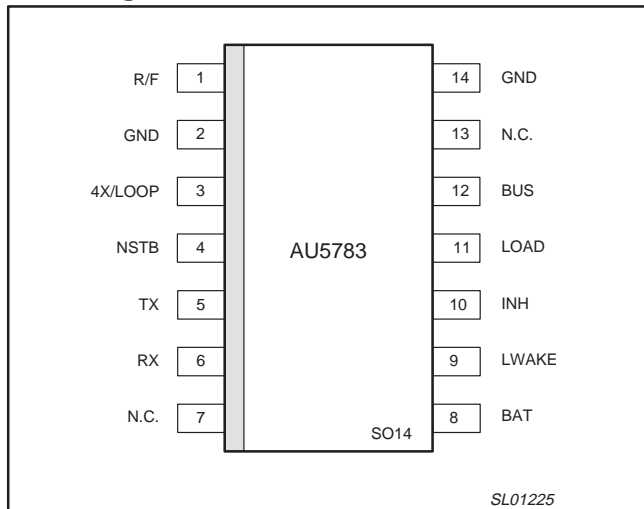 R/F 1 14 GND
GND 2 13 N.C.
4X/LOOP 3 12 BUS
NSTB 4 AU5783 11 LOAD
TX 5 10 INH
RX 6 9 LWAKE
N.C. 7 8 BAT
SO14
SL01225